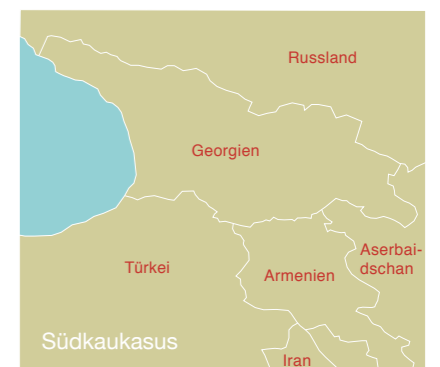 Russland
Georgien
Aserbai-
dschan
Türkei
Armenien
Südkaukasus
Iran